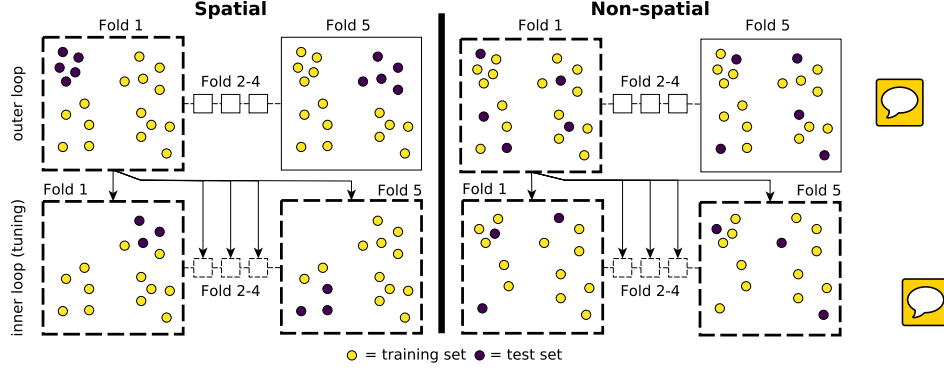 Spatial
Non-spatial
Fold 1
Fold 5
Fold 1
Fold 5
outer loop
Fold 2-4
Fold 2-4
Fold 1
Fold 5
Fold 1
Fold 5
inner loop (tuning)
Fold 2-4
Fold 2-4
= training set
= test set